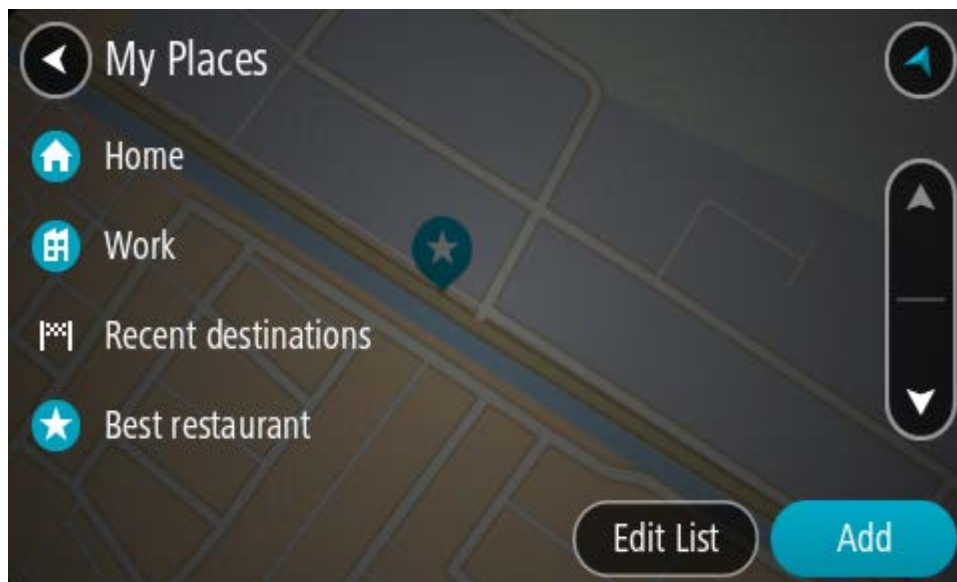 My Places
Home
Work
Recent destinations
Best restaurant
Edit List
Add